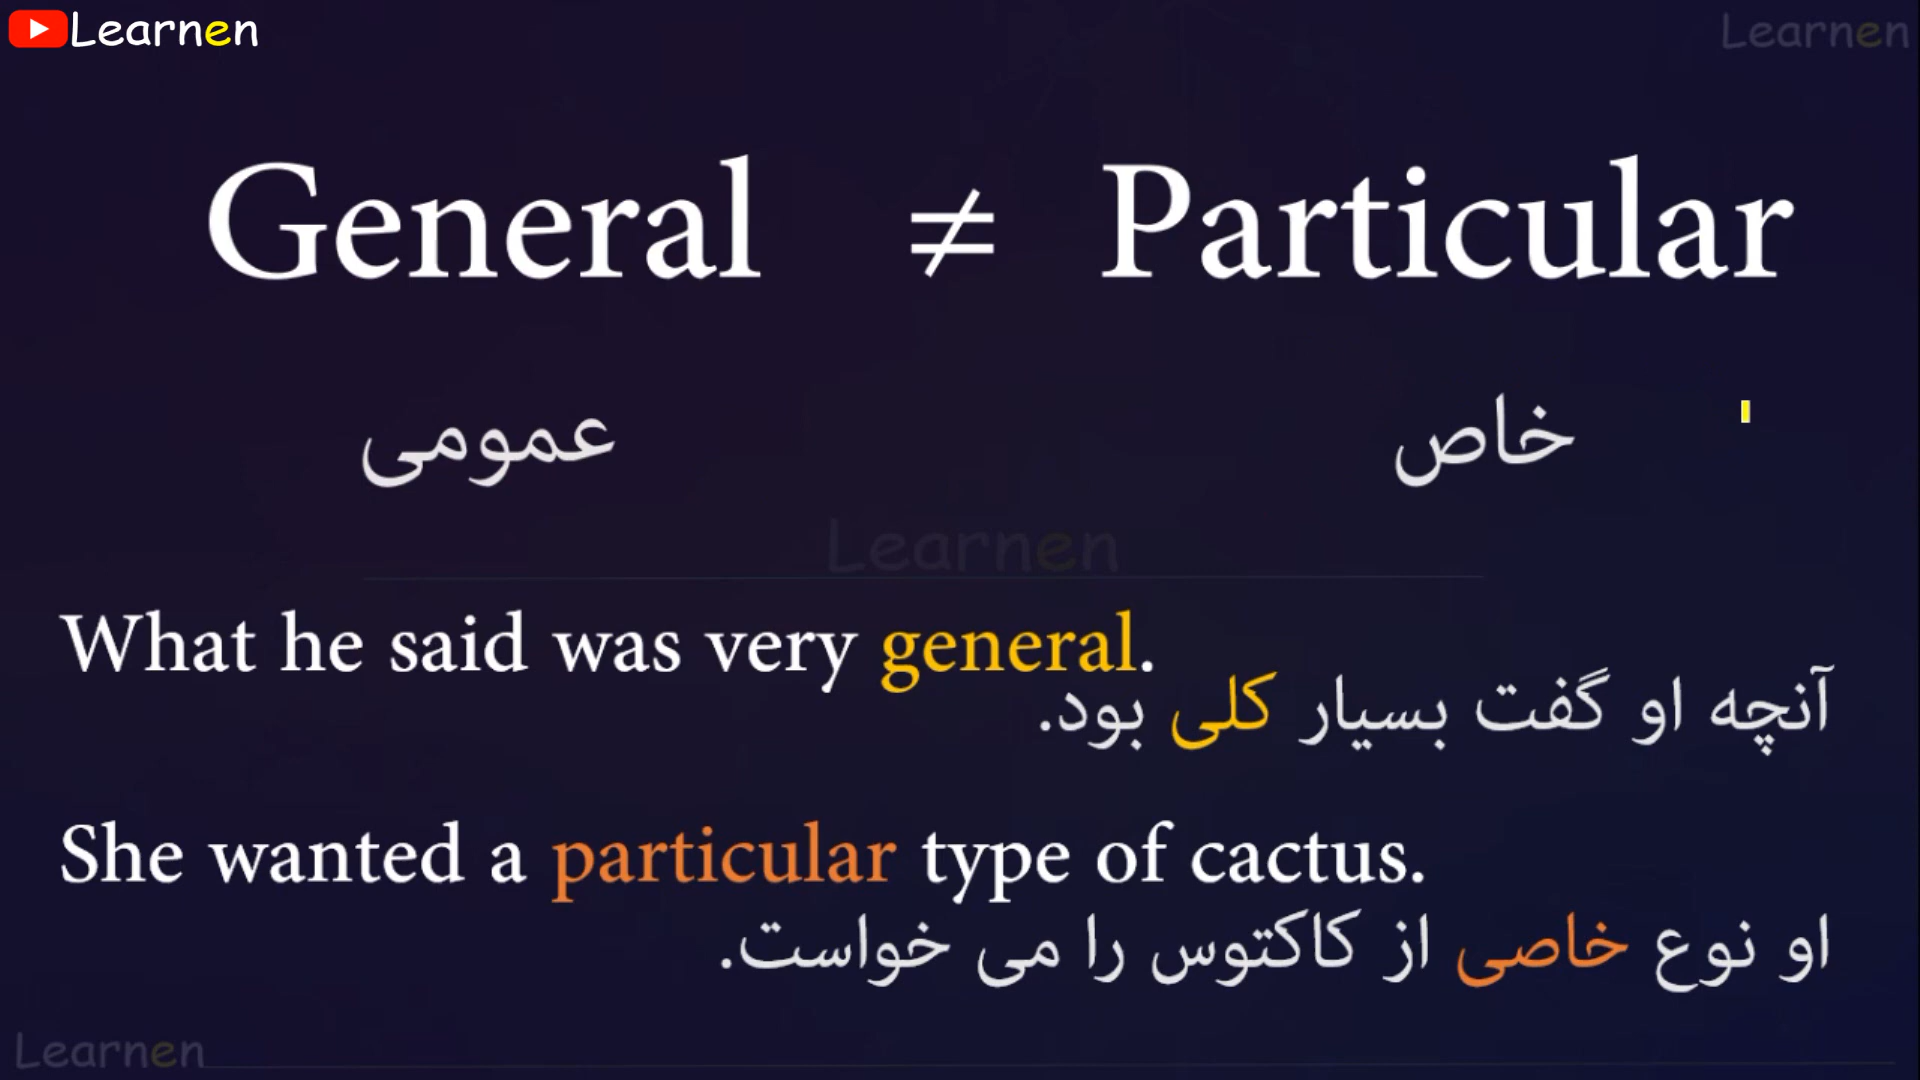 Learnen
Learnen
General ≠ Particular
عمومی
خاص
Learnen
What he said was very general.
آنچه او گفت بسیار کلی بود.
She wanted a particular type of cactus.
او نوع خاصی از کاکتوس را می خواست.
Learnen